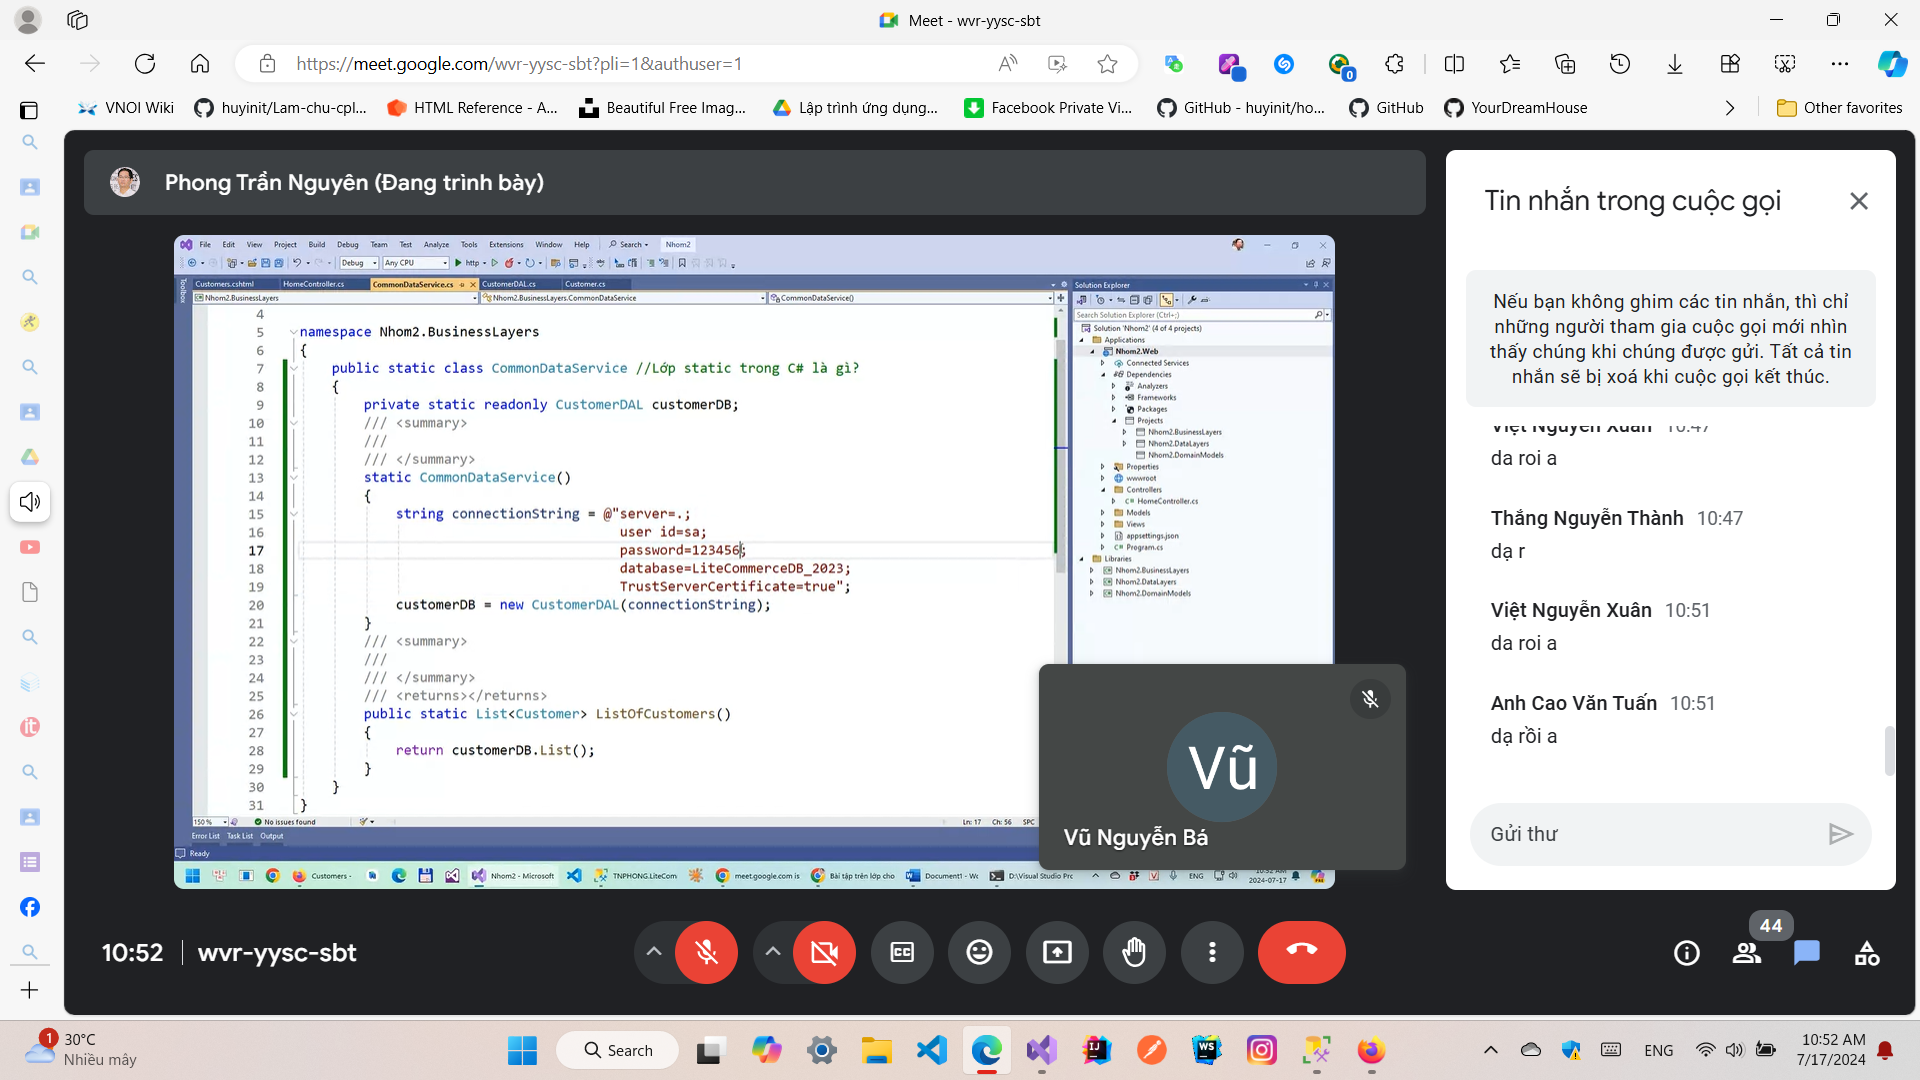 Meet - wvr-yysc-sbt
https://meet.google.com/wvr-yysc-sbt?pli=1&authuser=1
VNOI Wiki
huyinit/Lam-chu-cpl...
HTML Reference - A...
Beautiful Free Imag...
Lập trình ứng dụng...
Facebook Private Vi...
GitHub - huyinit/ho...
GitHub
YourDreamHouse
Other favorites
Phong Trần Nguyên (Đang trình bày)
File Edit View Project Build Debug Team Test Analyze Tools Extensions Window Help Search Nhom2
Debug Any CPU http
Customers.cshtml HomeController.cs CommonDataService.cs CustomerDAL.cs Customer.cs
Nhom2.BusinessLayers Nhom2.BusinessLayers.CommonDataService CommonDataService()
Toolbox
4
5 namespace Nhom2.BusinessLayers
6 {
7 public static class CommonDataService //Lớp static trong C# là gì?
8 {
9 private static readonly CustomerDAL customerDB;
10 /// <summary>
11 ///
12 /// </summary>
13 static CommonDataService()
14 {
15 string connectionString = @"server=.;
16 user id=sa;
17 password=123456;
18 database=LiteCommerceDB_2023;
19 TrustServerCertificate=true";
20 customerDB = new CustomerDAL(connectionString);
21 }
22 /// <summary>
23 ///
24 /// </summary>
25 /// <returns></returns>
26 public static List<Customer> ListOfCustomers()
27 {
28 return customerDB.List();
29 }
30 }
31 }
150 % No issues found Ln: 17 Ch: 56 SPC
Error List Task List Output
Ready
Solution Explorer
Search Solution Explorer (Ctrl+;)
Solution 'Nhom2' (4 of 4 projects)
Applications
Nhom2.Web
Connected Services
Dependencies
Analyzers
Frameworks
Packages
Projects
Nhom2.BusinessLayers
Nhom2.DataLayers
Nhom2.DomainModels
Properties
wwwroot
Controllers
HomeController.cs
Models
Views
appsettings.json
Program.cs
Libraries
Nhom2.BusinessLayers
Nhom2.DataLayers
Nhom2.DomainModels
Customers - Nhom2 - Microsoft TNPHONG.LiteCom meet.google.com is Bài tập trên lớp cho Document1 - Wo D:\Visual Studio Prc ENG 10:52 AM
2024-07-17
Vũ
Vũ Nguyễn Bá
Tin nhắn trong cuộc gọi
Nếu bạn không ghim các tin nhắn, thì chỉ
những người tham gia cuộc gọi mới nhìn
thấy chúng khi chúng được gửi. Tất cả tin
nhắn sẽ bị xoá khi cuộc gọi kết thúc.
Việt Nguyễn Xuân 10:47
da roi a
Thắng Nguyễn Thành 10:47
dạ r
Việt Nguyễn Xuân 10:51
da roi a
Anh Cao Văn Tuấn 10:51
dạ rồi a
Gửi thư
10:52 wvr-yysc-sbt
44
1
30°C
Nhiều mây
Search
ENG
10:52 AM
7/17/2024